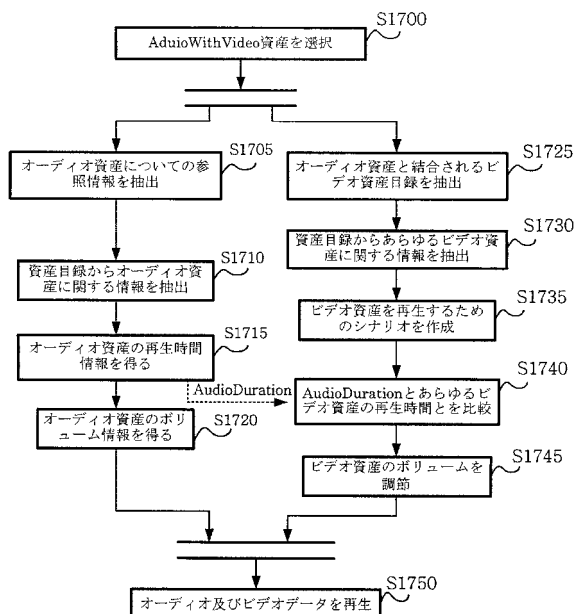 S1700
AduioWithVideo資産を選択
S1705
オーディオ資産についての参
照情報を抽出
S1710
資産目録からオーディオ資
産に関する情報を抽出
S1715
オーディオ資産の再生時間
情報を得る
AudioDuration
S1720
オーディオ資産のボリ
ューム情報を得る
S1725
オーディオ資産と結合されるビ
デオ資産目録を抽出
S1730
資産目録からあらゆるビデオ資
産に関する情報を抽出
S1735
ビデオ資産を再生するため
のシナリオを作成
S1740
AudioDurationとあらゆるビ
デオ資産の再生時間とを比較
S1745
ビデオ資産のボリュームを
調節
S1750
オーディオ及びビデオデータを再生